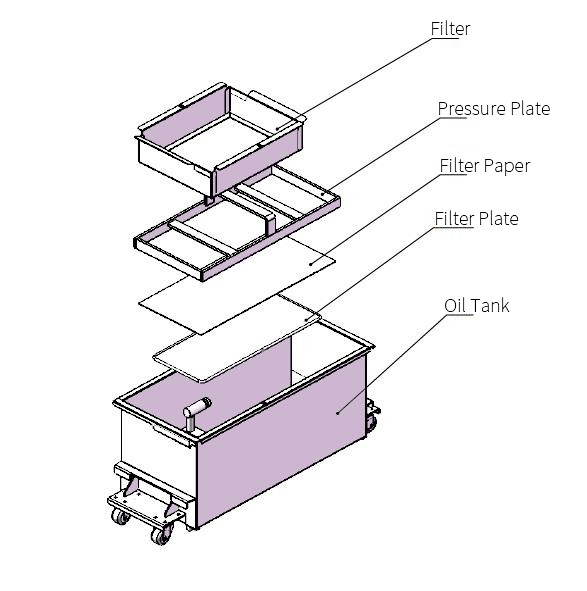 Filter
Pressure Plate
Filter Paper
Filter Plate
Oil Tank